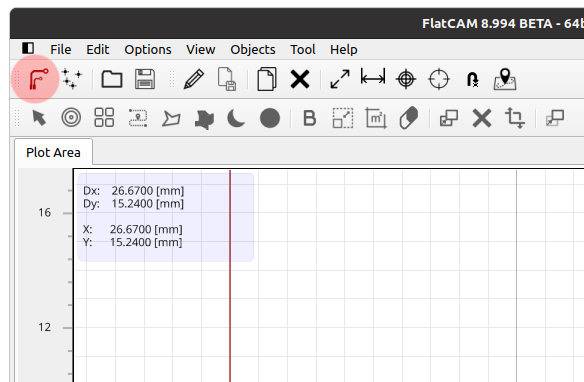 FlatCAM 8.994 BETA - 64b
File Edit Options View Objects Tool Help
B m²
Plot Area
Dx: 26.6700 [mm]
Dy: 15.2400 [mm]
X: 26.6700 [mm]
Y: 15.2400 [mm]
16
12